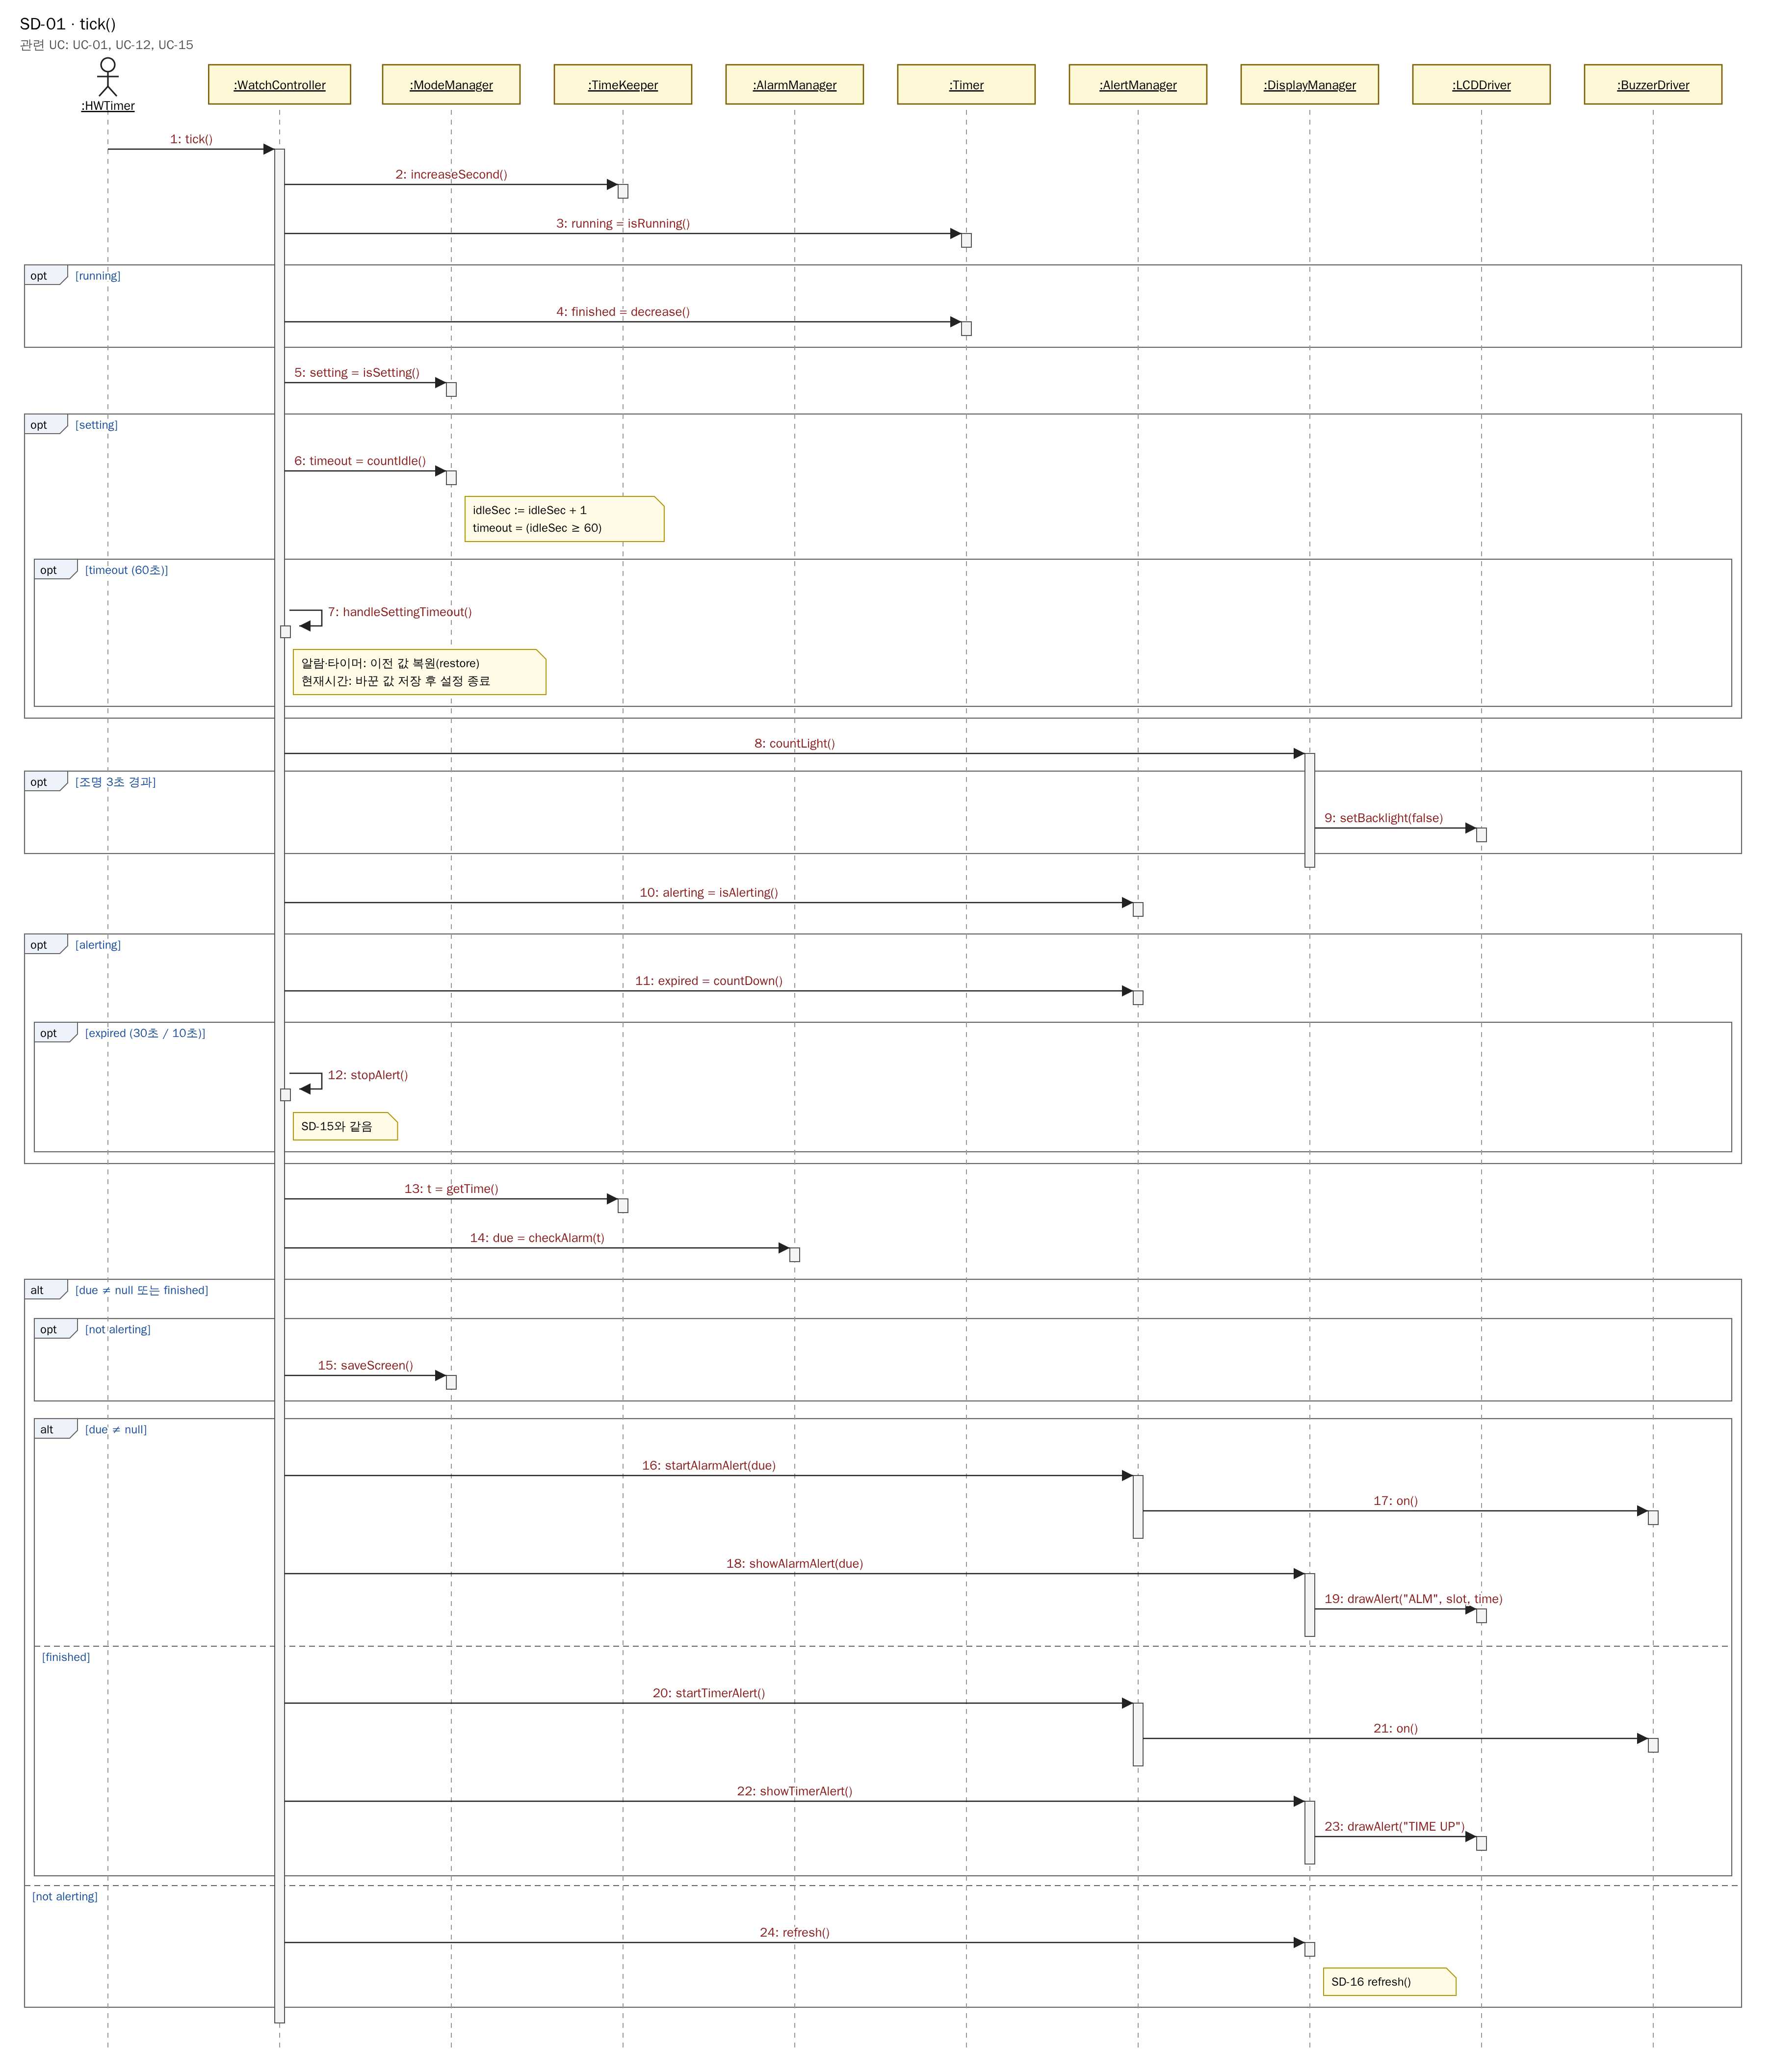 SD-01 · tick()
관련 UC: UC-01, UC-12, UC-15
:HWTimer
:WatchController
:ModeManager
:TimeKeeper
:AlarmManager
:Timer
:AlertManager
:DisplayManager
:LCDDriver
:BuzzerDriver
1: tick()
2: increaseSecond()
3: running = isRunning()
opt
[running]
4: finished = decrease()
5: setting = isSetting()
opt
[setting]
6: timeout = countIdle()
idleSec := idleSec + 1
timeout = (idleSec ≥ 60)
opt
[timeout (60초)]
7: handleSettingTimeout()
알람·타이머: 이전 값 복원(restore)
현재시간: 바꾼 값 저장 후 설정 종료
8: countLight()
opt
[조명 3초 경과]
9: setBacklight(false)
10: alerting = isAlerting()
opt
[alerting]
11: expired = countDown()
opt
[expired (30초 / 10초)]
12: stopAlert()
SD-15와 같음
13: t = getTime()
14: due = checkAlarm(t)
alt
[due ≠ null 또는 finished]
opt
[not alerting]
15: saveScreen()
alt
[due ≠ null]
16: startAlarmAlert(due)
17: on()
18: showAlarmAlert(due)
19: drawAlert("ALM", slot, time)
[finished]
20: startTimerAlert()
21: on()
22: showTimerAlert()
23: drawAlert("TIME UP")
[not alerting]
24: refresh()
SD-16 refresh()